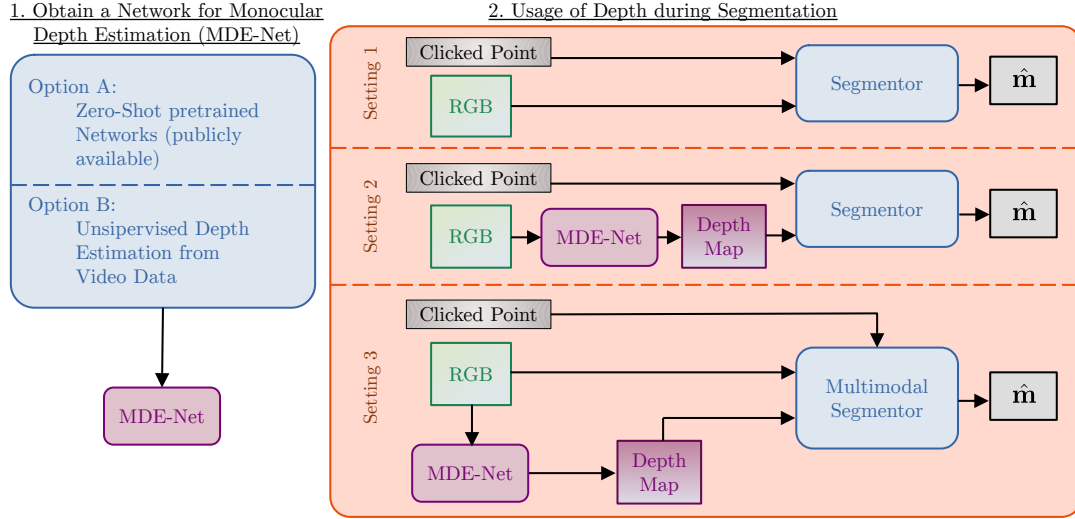 1. Obtain a Network for Monocular
Depth Estimation (MDE-Net)
Option A:
Zero-Shot pretrained
Networks (publicly
available)
Option B:
Unsipervised Depth
Estimation from
Video Data
MDE-Net
2. Usage of Depth during Segmentation
Setting 1
Clicked Point
RGB
Segmentor
m̂
Setting 2
Clicked Point
RGB
MDE-Net
Depth
Map
Segmentor
m̂
Setting 3
Clicked Point
RGB
MDE-Net
Depth
Map
Multimodal
Segmentor
m̂